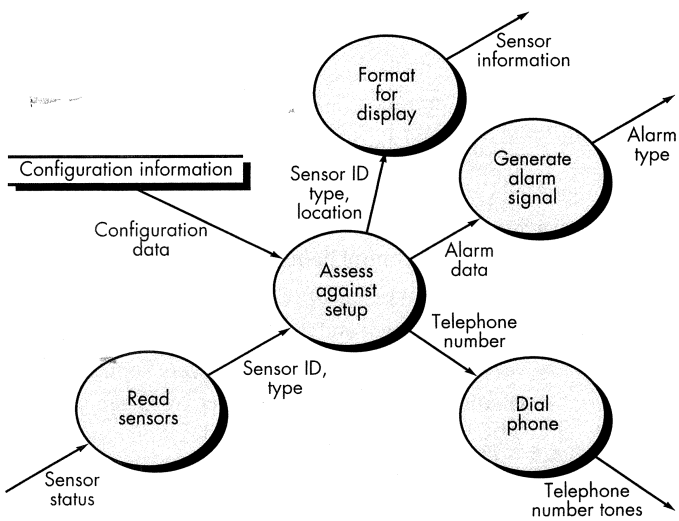 Format
for
display
Sensor
information
Generate
alarm
signal
Alarm
type
Configuration information
Sensor ID
type,
location
Configuration
data
Assess
against
setup
Alarm
data
Telephone
number
Sensor ID,
type
Read
sensors
Dial
phone
Sensor
status
Telephone
number tones